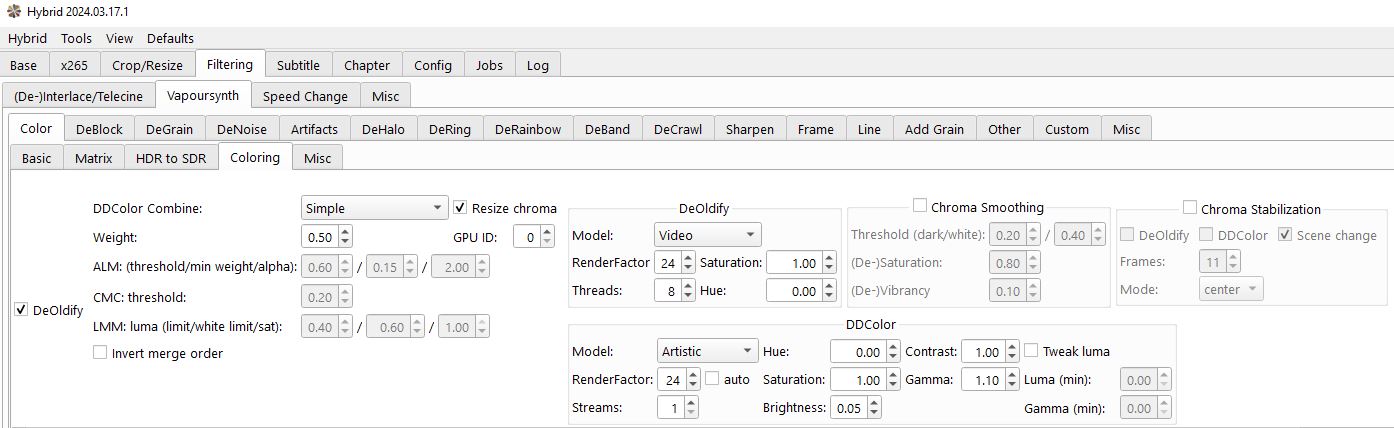 Hybrid 2024.03.17.1
Hybrid Tools View Defaults
Base x265 Crop/Resize Filtering Subtitle Chapter Config Jobs Log
(De-)Interlace/Telecine Vapoursynth Speed Change Misc
Color DeBlock DeGrain DeNoise Artifacts DeHalo DeRing DeRainbow DeBand DeCrawl Sharpen Frame Line Add Grain Other Custom Misc
Basic Matrix HDR to SDR Coloring Misc
DeOldify
DDColor Combine: Simple Resize chroma
Weight: 0.50 GPU ID: 0
ALM: (threshold/min weight/alpha): 0.60 / 0.15 / 2.00
CMC: threshold: 0.20
LMM: luma (limit/white limit/sat): 0.40 / 0.60 / 1.00
Invert merge order
DeOldify
Model: Video
RenderFactor 24 Saturation: 1.00
Threads: 8 Hue: 0.00
Chroma Smoothing
Threshold (dark/white): 0.20 / 0.40
(De-)Saturation: 0.80
(De-)Vibrancy 0.10
Chroma Stabilization
DeOldify DDColor Scene change
Frames: 11
Mode: center
DDColor
Model: Artistic Hue: 0.00 Contrast: 1.00 Tweak luma
RenderFactor: 24 auto Saturation: 1.00 Gamma: 1.10 Luma (min): 0.00
Streams: 1 Brightness: 0.05 Gamma (min): 0.00